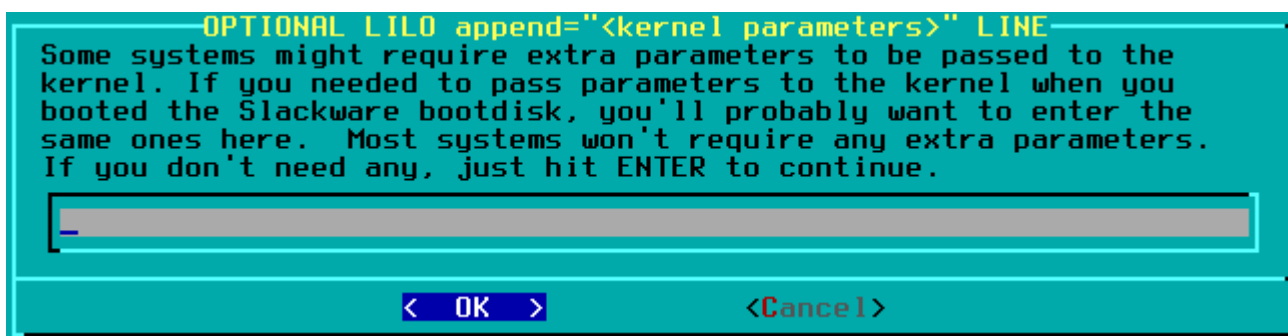 OPTIONAL LILO append="<kernel parameters>" LINE
Some systems might require extra parameters to be passed to the
kernel. If you needed to pass parameters to the kernel when you
booted the Slackware bootdisk, you'll probably want to enter the
same ones here.  Most systems won't require any extra parameters.
If you don't need any, just hit ENTER to continue.
<  OK  > <Cancel>